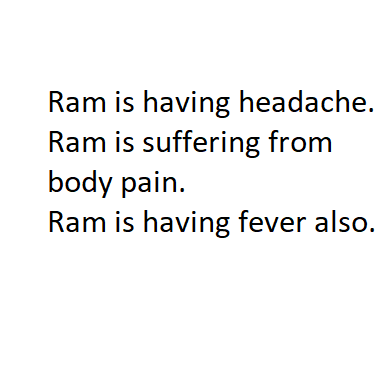 Ram is having headache.
Ram is suffering from
body pain.
Ram is having fever also.